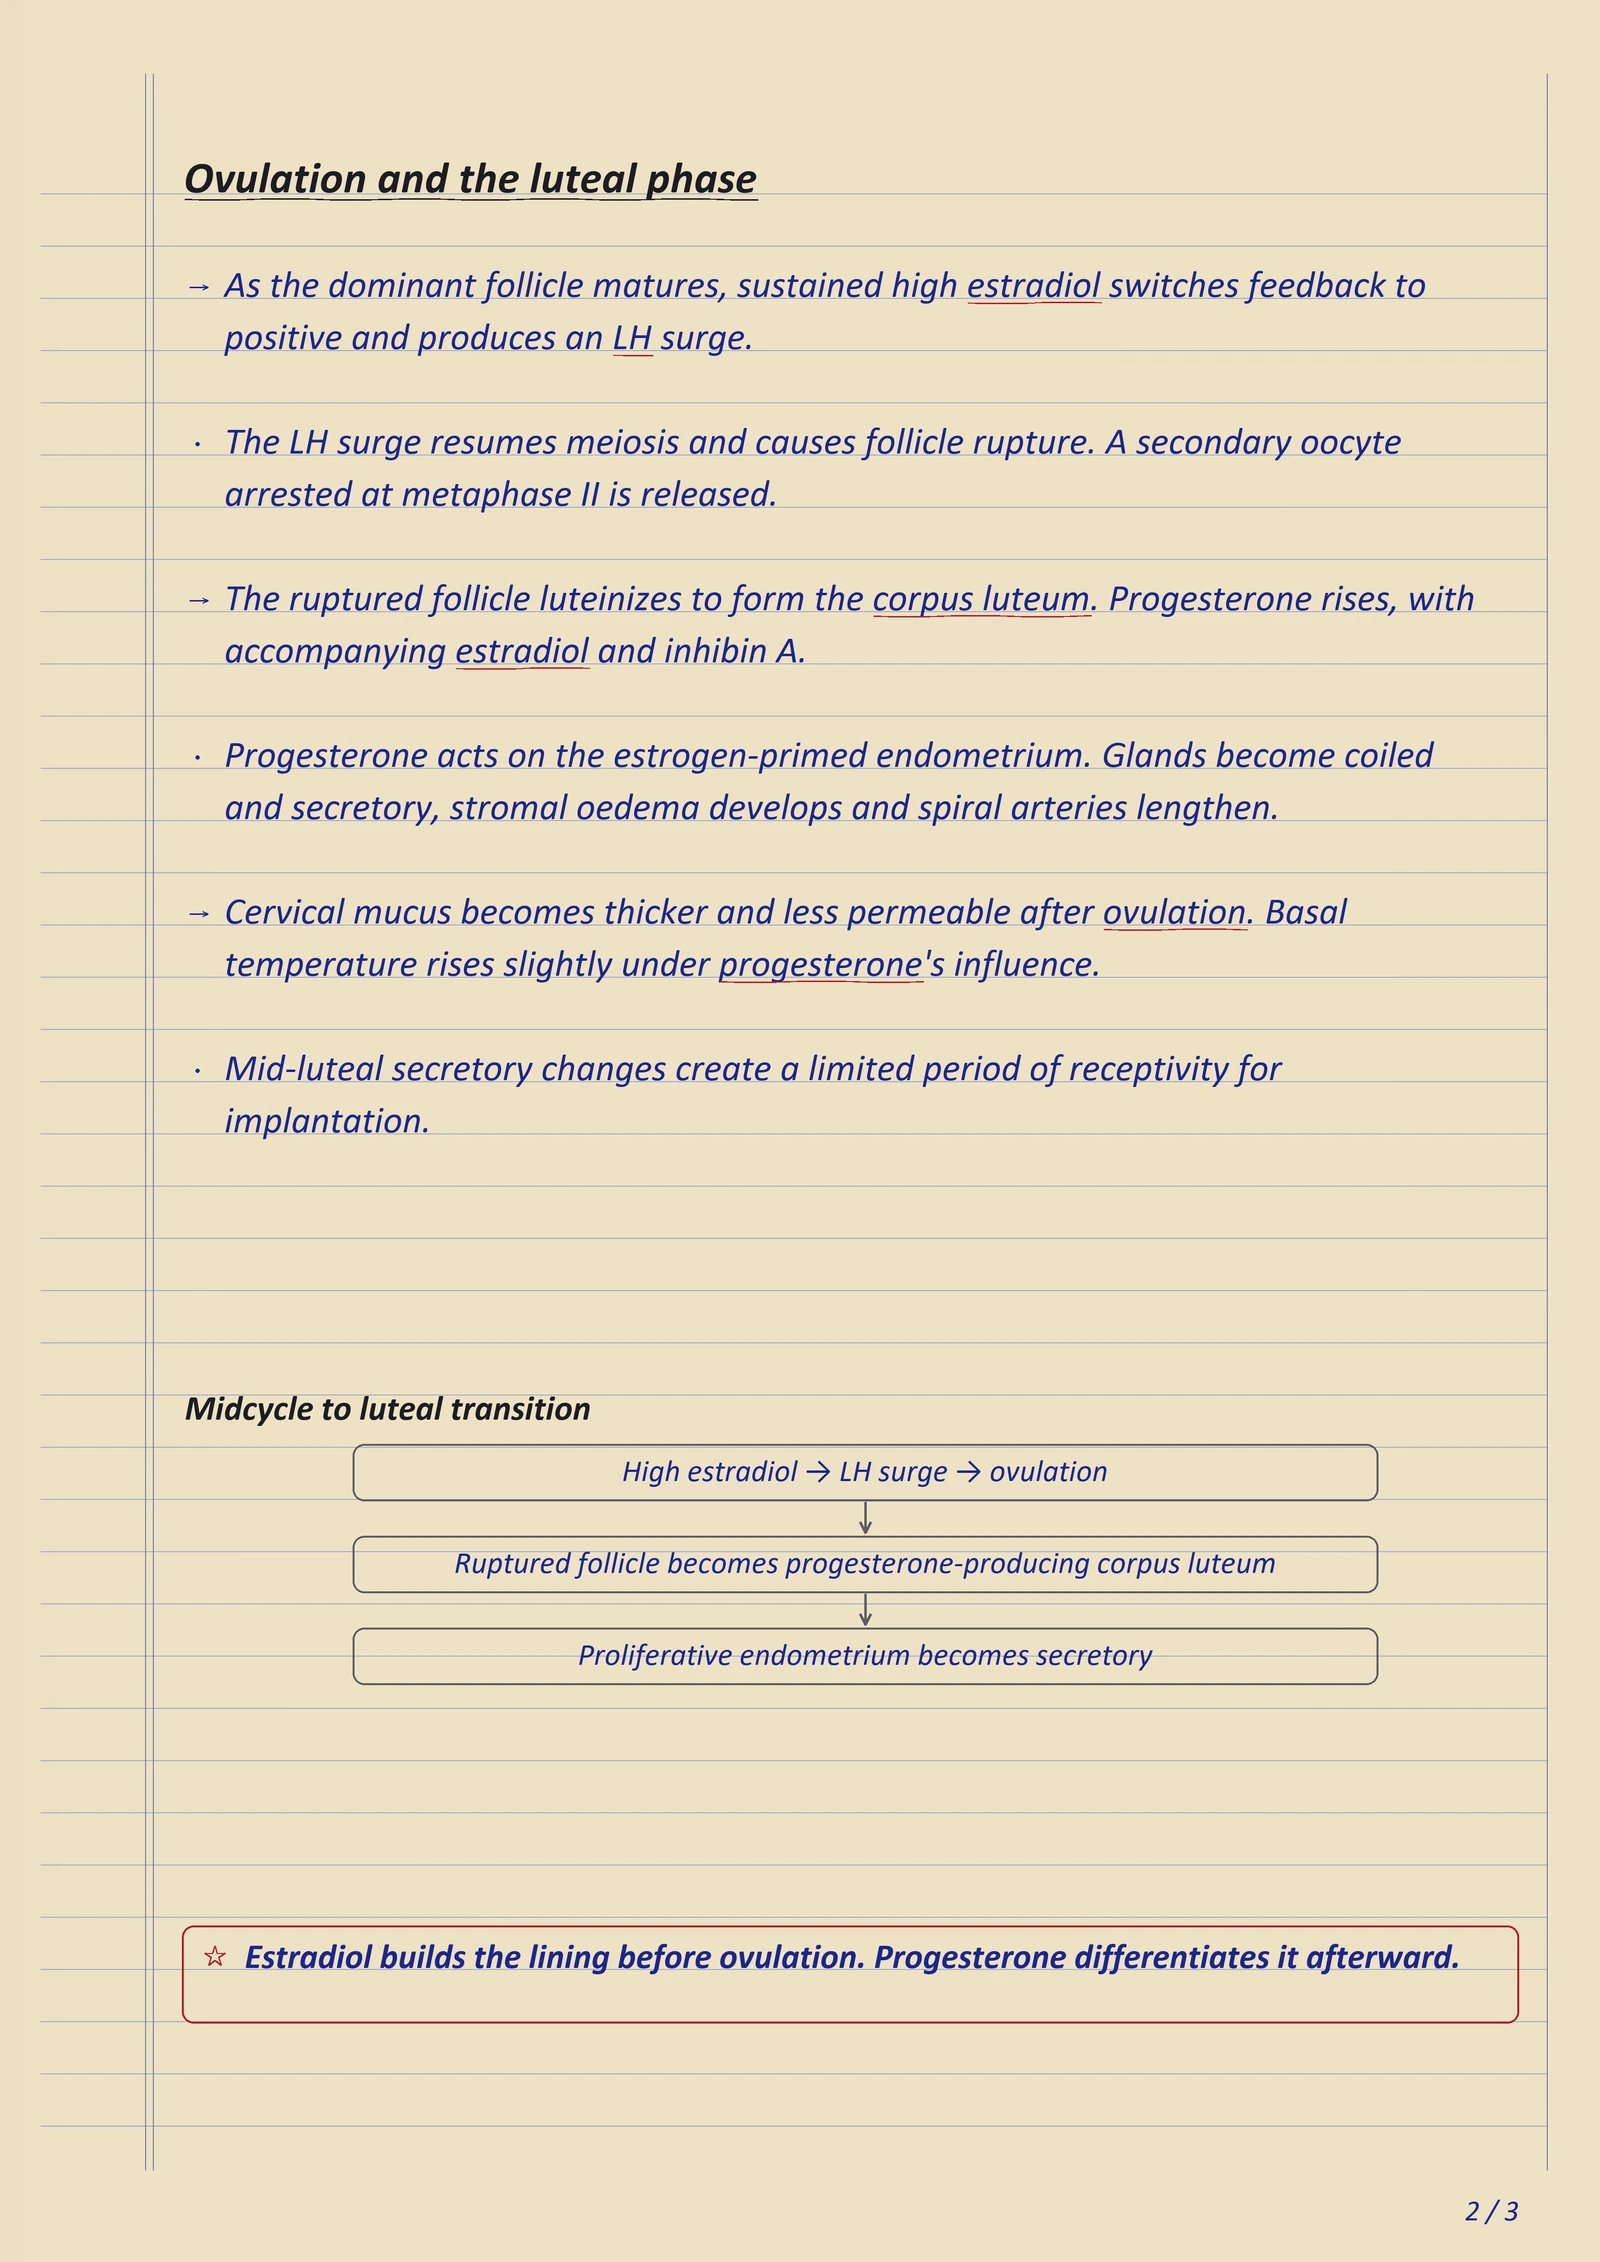 Ovulation and the luteal phase
→ As the dominant follicle matures, sustained high estradiol switches feedback to
positive and produces an LH surge.
· The LH surge resumes meiosis and causes follicle rupture. A secondary oocyte
arrested at metaphase II is released.
→ The ruptured follicle luteinizes to form the corpus luteum. Progesterone rises, with
accompanying estradiol and inhibin A.
· Progesterone acts on the estrogen-primed endometrium. Glands become coiled
and secretory, stromal oedema develops and spiral arteries lengthen.
→ Cervical mucus becomes thicker and less permeable after ovulation. Basal
temperature rises slightly under progesterone's influence.
· Mid-luteal secretory changes create a limited period of receptivity for
implantation.
Midcycle to luteal transition
High estradiol → LH surge → ovulation
Ruptured follicle becomes progesterone-producing corpus luteum
Proliferative endometrium becomes secretory
☆ Estradiol builds the lining before ovulation. Progesterone differentiates it afterward.
2 / 3